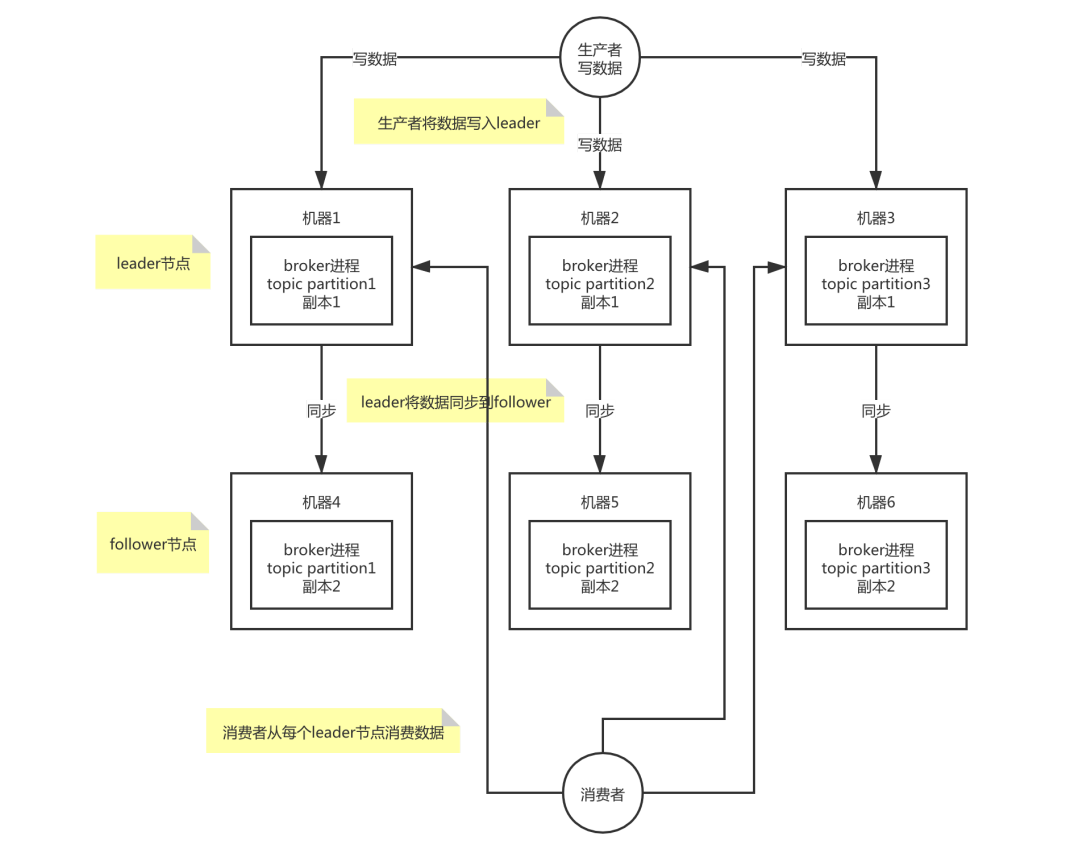 生产者
写数据
写数据
写数据
生产者将数据写入leader
写数据
机器1
broker进程
topic partition1
副本1
机器2
broker进程
topic partition2
副本1
机器3
broker进程
topic partition3
副本1
leader节点
leader将数据同步到follower
同步
同步
同步
机器4
broker进程
topic partition1
副本2
机器5
broker进程
topic partition2
副本2
机器6
broker进程
topic partition3
副本2
follower节点
消费者从每个leader节点消费数据
消费者